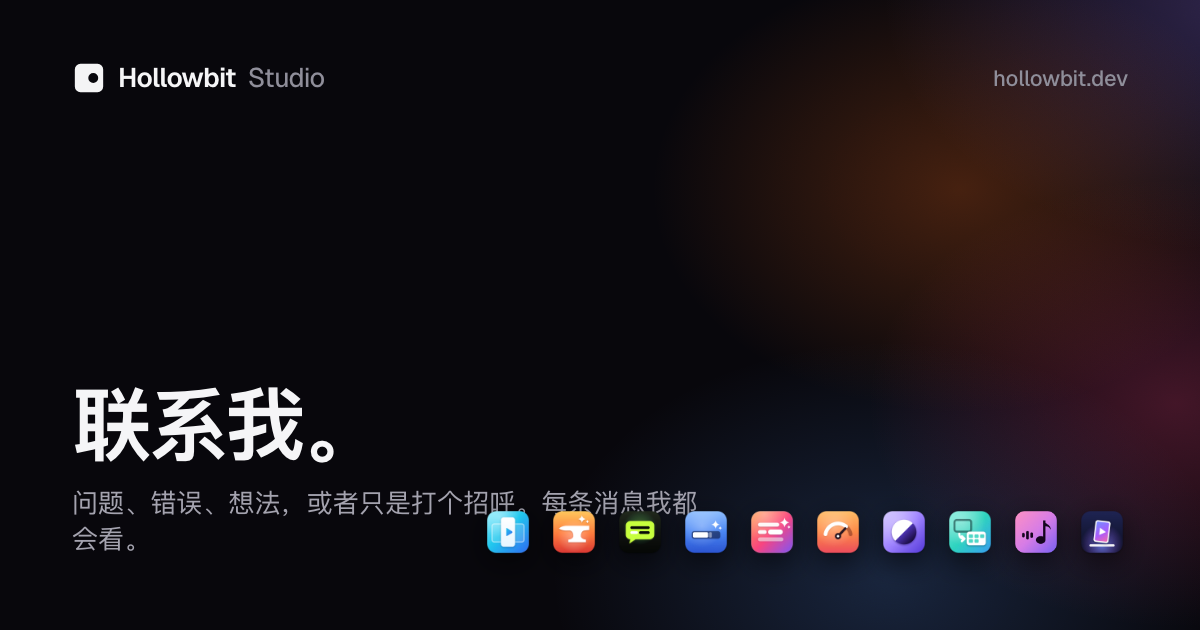 Hollowbit Studio
hollowbit.dev
联系我。
问题、错误、想法，或者只是打个招呼。每条消息我都
会看。